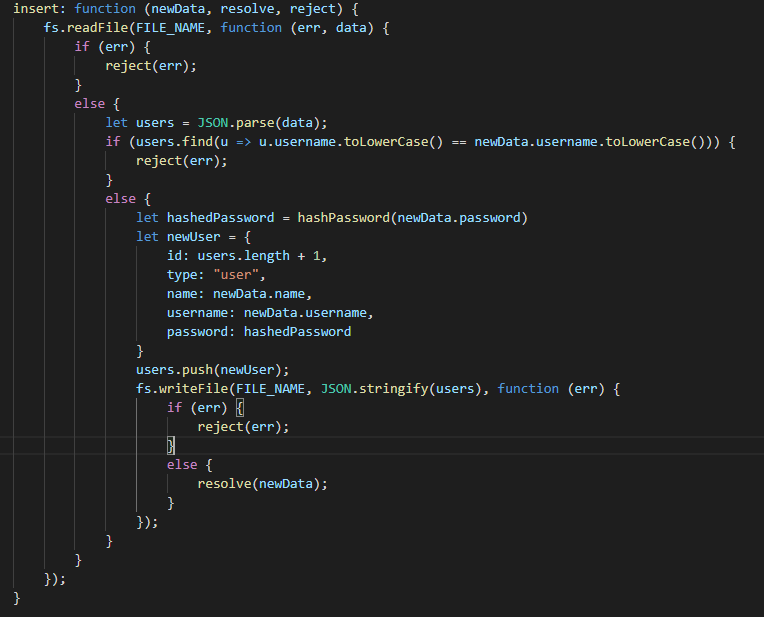 insert: function (newData, resolve, reject) {
    fs.readFile(FILE_NAME, function (err, data) {
        if (err) {
            reject(err);
        }
        else {
            let users = JSON.parse(data);
            if (users.find(u => u.username.toLowerCase() == newData.username.toLowerCase())) {
                reject(err);
            }
            else {
                let hashedPassword = hashPassword(newData.password)
                let newUser = {
                    id: users.length + 1,
                    type: "user",
                    name: newData.name,
                    username: newData.username,
                    password: hashedPassword
                }
                users.push(newUser);
                fs.writeFile(FILE_NAME, JSON.stringify(users), function (err) {
                    if (err) {
                        reject(err);
                    }
                    else {
                        resolve(newData);
                    }
                });
            }
        }
    });
}